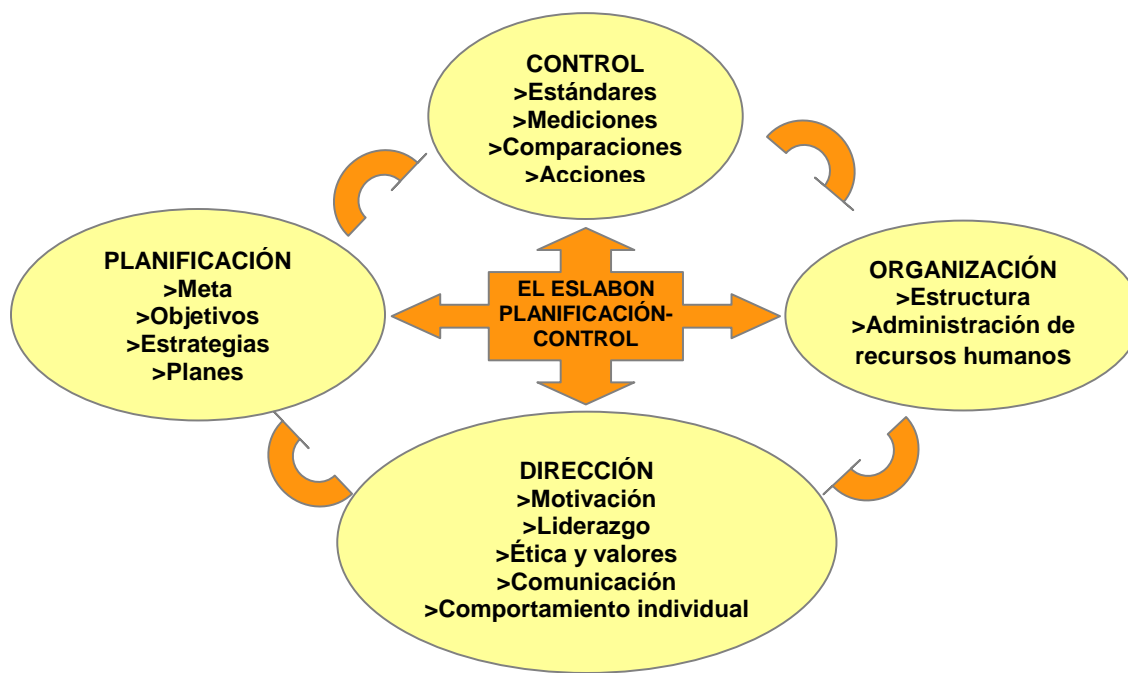 CONTROL
>Estándares
>Mediciones
>Comparaciones
>Acciones
PLANIFICACIÓN
>Meta
>Objetivos
>Estrategias
>Planes
EL ESLABON
PLANIFICACIÓN-
CONTROL
ORGANIZACIÓN
>Estructura
>Administración de
recursos humanos
DIRECCIÓN
>Motivación
>Liderazgo
>Ética y valores
>Comunicación
>Comportamiento individual